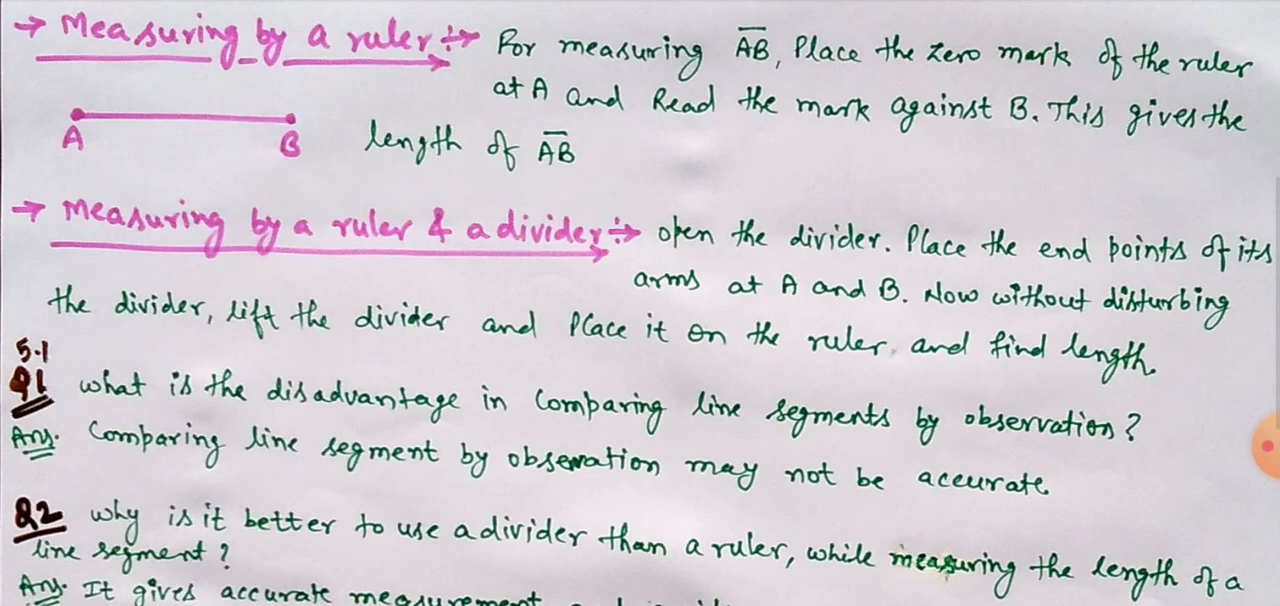 → Measuring by a ruler :→ For measuring AB, Place the zero mark of the ruler
at A and Read the mark against B. This gives the
A B length of AB
→ Measuring by a ruler & a divider :→ open the divider. Place the end points of its
arms at A and B. Now without disturbing
the divider, lift the divider and Place it on the ruler, and find length.
5.1
Q1 what is the disadvantage in Comparing line segments by observation?
Ans. Comparing line segment by observation may not be accurate.
Q2 why is it better to use a divider than a ruler, while measuring the length of a
line segment?
Ans. It gives accurate measurement